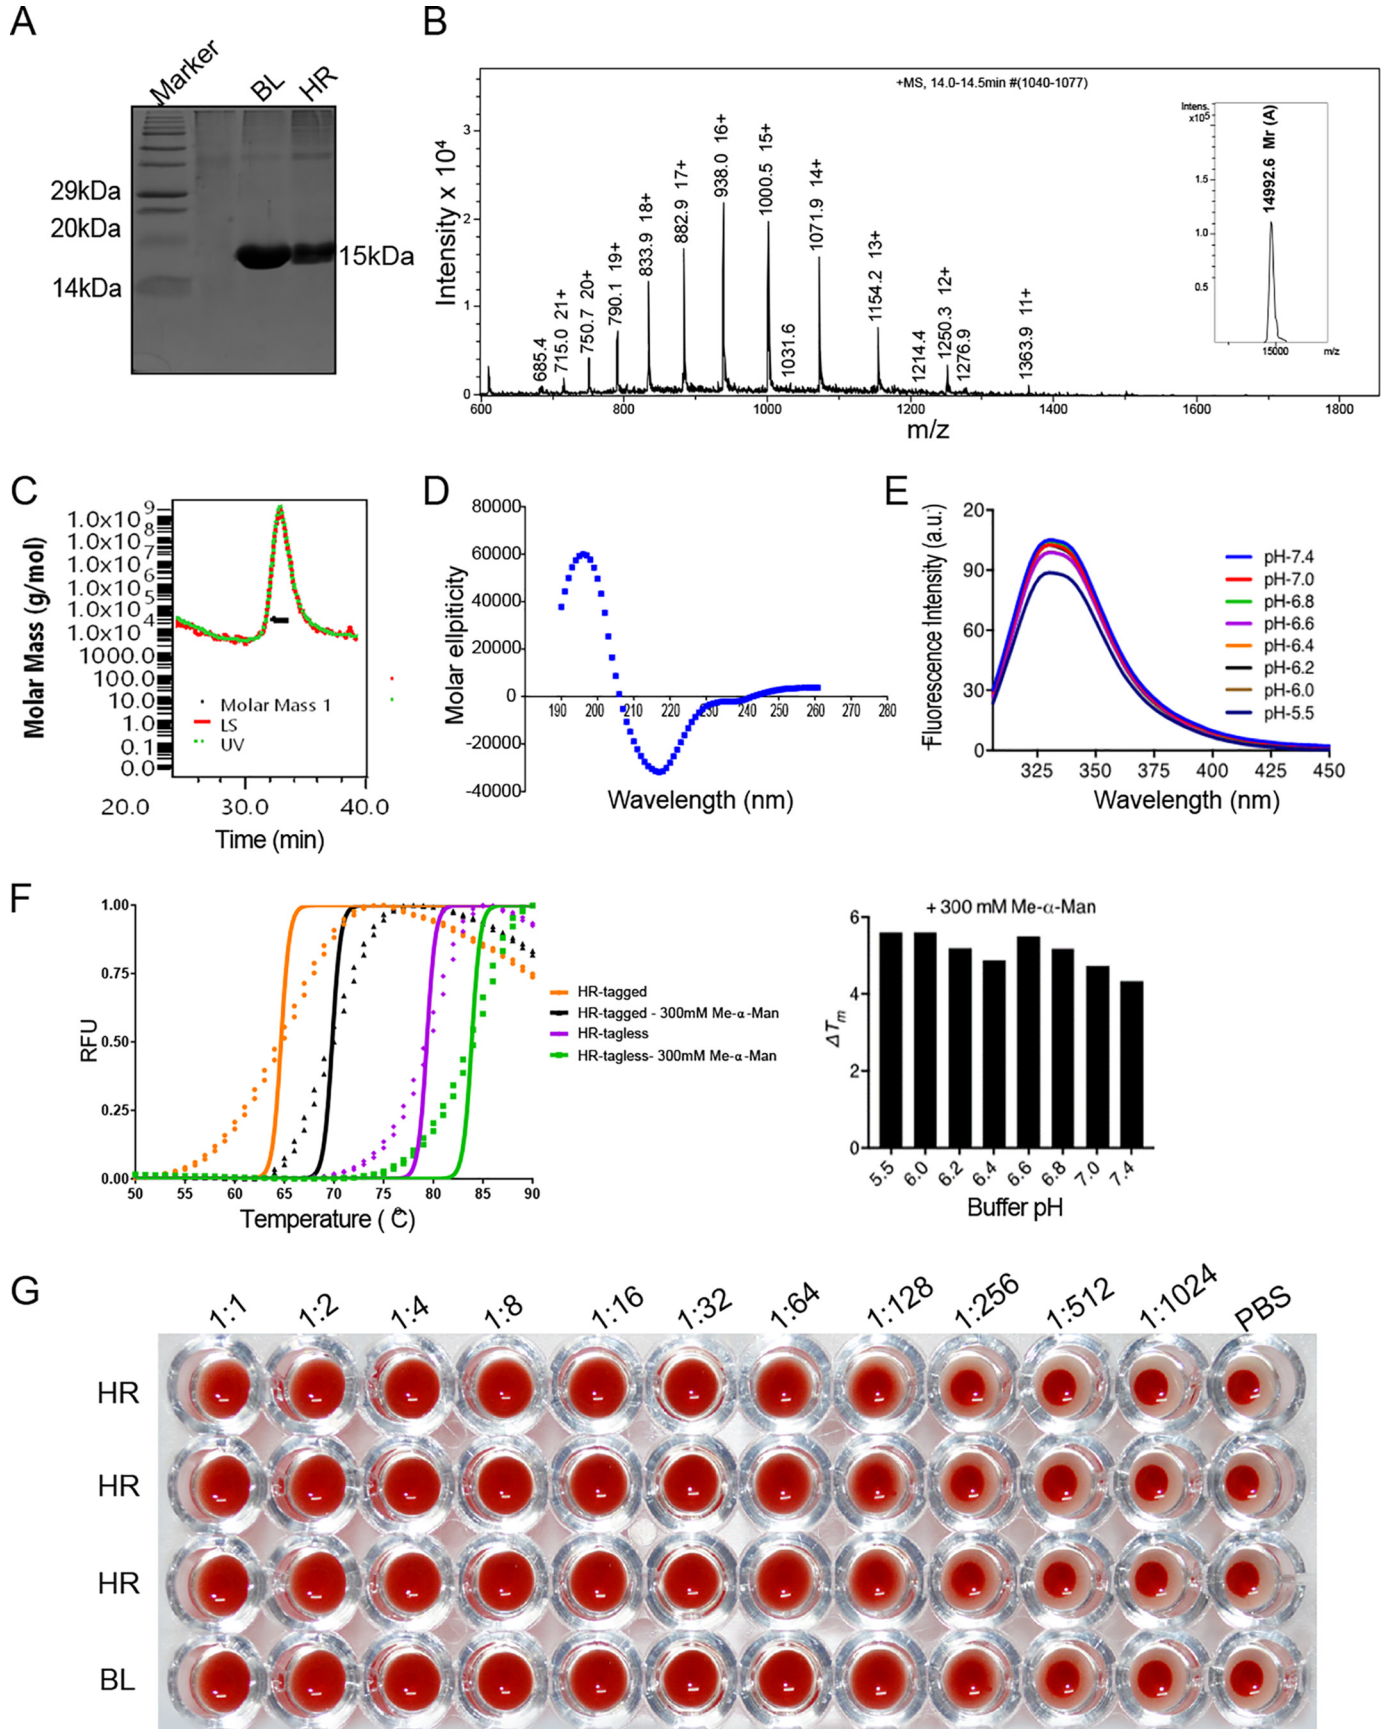 A
Marker
BL
HR
29kDa
20kDa
14kDa
15kDa
B
+MS, 14.0-14.5min #(1040-1077)
Intensity x 10⁴
3
2
1
0
685.4
715.0 21+
750.7 20+
790.1 19+
833.9 18+
882.9 17+
938.0 16+
1000.5 15+
1031.6
1071.9 14+
1154.2 13+
1214.4
1250.3 12+
1276.9
1363.9 11+
600 800 1000 1200 1400 1600 1800
m/z
Intens.
x10⁵
1.5
1.0
0.5
14992.6 Mr (A)
15000 m/z
C
Molar Mass (g/mol)
1.0x10⁹
1.0x10⁸
1.0x10⁷
1.0x10⁶
1.0x10⁵
1.0x10⁴
1000.0
100.0
10.0
1.0
0.1
0.0
Molar Mass 1
LS
UV
20.0 30.0 40.0
Time (min)
D
Molar ellpiticity
80000
60000
40000
20000
0
-20000
-40000
190 200 210 220 230 240 250 260 270 280
Wavelength (nm)
E
Fluorescence Intensity (a.u.)
20
90
60
30
0
pH-7.4
pH-7.0
pH-6.8
pH-6.6
pH-6.4
pH-6.2
pH-6.0
pH-5.5
325 350 375 400 425 450
Wavelength (nm)
F
RFU
1.00
0.75
0.50
0.25
0.00
50 55 60 65 70 75 80 85 90
Temperature (°C)
HR-tagged
HR-tagged - 300mM Me-α-Man
HR-tagless
HR-tagless- 300mM Me-α-Man
+ 300 mM Me-α-Man
ΔTm
6
4
2
0
5.5 6.0 6.2 6.4 6.6 6.8 7.0 7.4
Buffer pH
G
1:1 1:2 1:4 1:8 1:16 1:32 1:64 1:128 1:256 1:512 1:1024 PBS
HR
HR
HR
BL